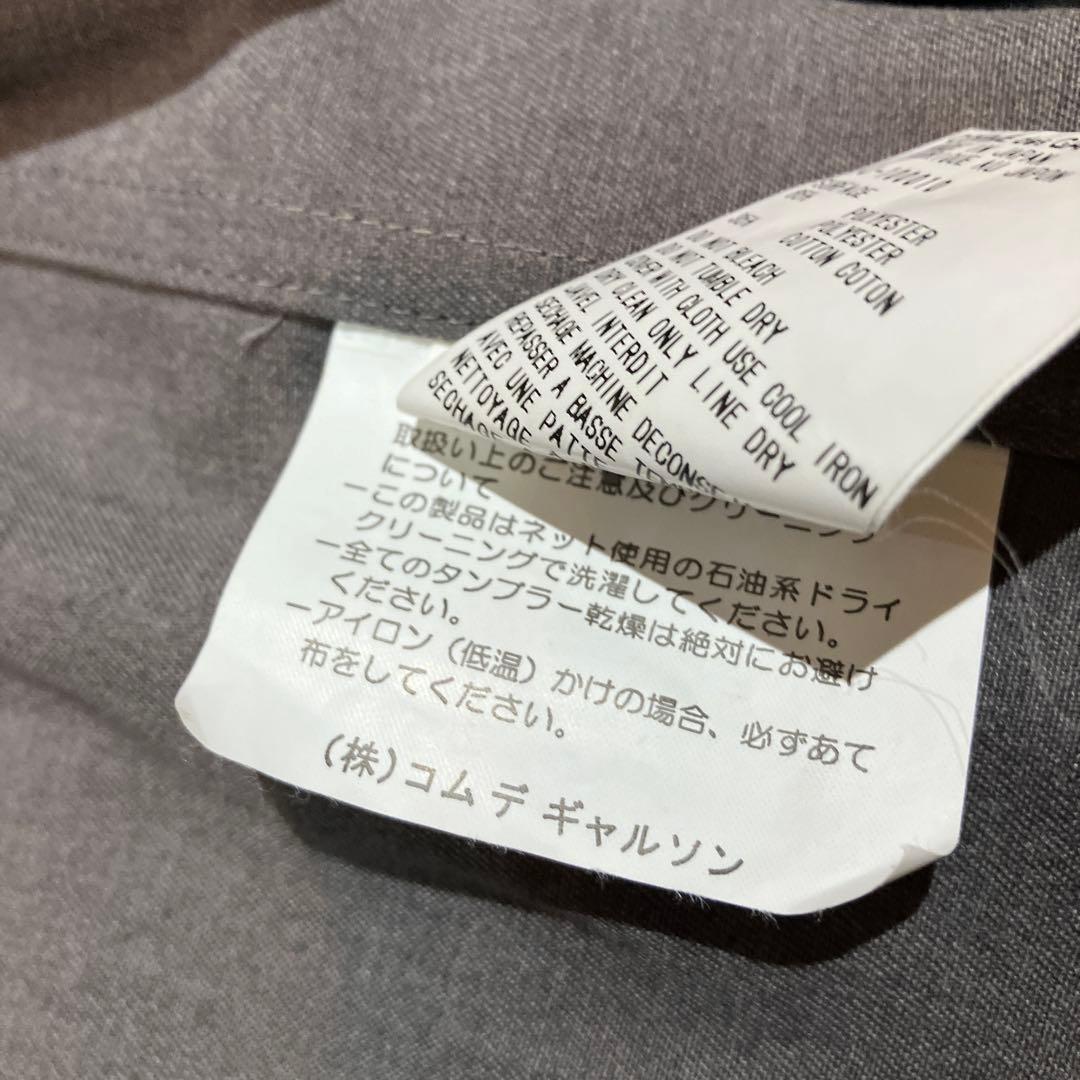 JAPAN
JAPON
POLYESTER
POLYESTER
COTTON COTON
DO NOT BLEACH
DO NOT TUMBLE DRY
WITH CLOTH USE COOL IRON
DRY CLEAN ONLY LINE DRY
INTERDIT
SECHAGE MACHINE
REPASSER A BASSE
AVEC UNE
NETTOYAGE
取扱い上のご注意及びクリーニング
について
ーこの製品はネット使用の石油系ドライ
クリーニングで洗濯してください。
ー全てのタンブラー乾燥は絶対にお避け
ください。
ーアイロン(低温)かけの場合、必ずあて
布をしてください。
(株)コム デ ギャルソン